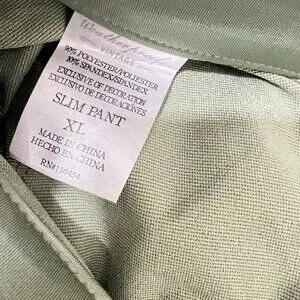 Weatherproof
VINTAGE
90% POLYESTER/POLIESTER
10% SPANDEX/SPANDEX
EXCLUSIVE OF DECORATION
EXCLUSIVO DE DECORACIONES
SLIM PANT
XL
MADE IN CHINA
HECHO EN CHINA
RN#150454